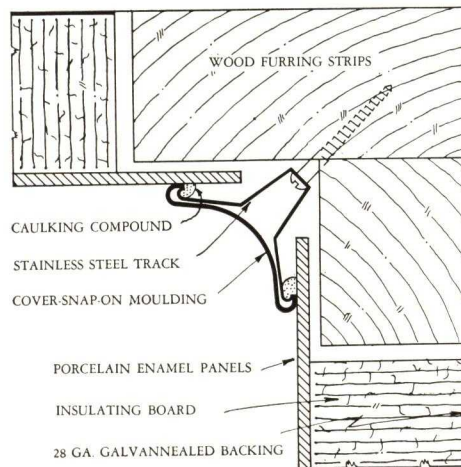 WOOD FURRING STRIPS
CAULKING COMPOUND
STAINLESS STEEL TRACK
COVER-SNAP-ON MOULDING
PORCELAIN ENAMEL PANELS
INSULATING BOARD
28 GA. GALVANNEALED BACKING